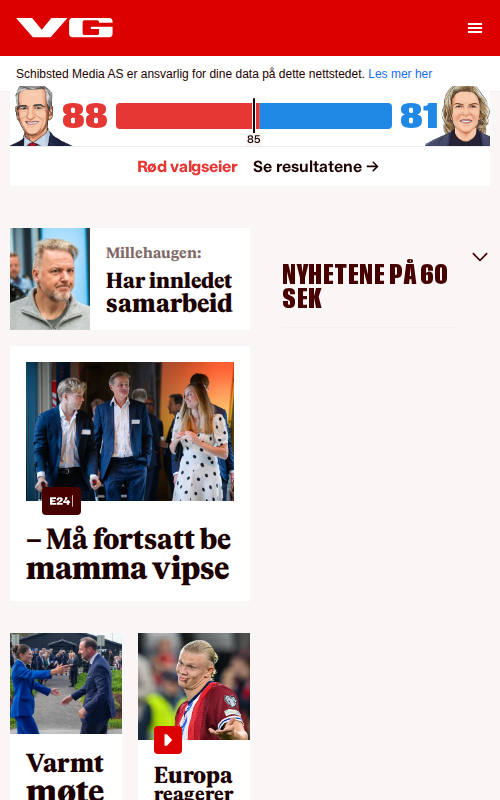 VG
Schibsted Media AS er ansvarlig for dine data på dette nettstedet. Les mer her
88
81
85
Rød valgseier Se resultatene →
Millehaugen:
Har innledet
samarbeid
NYHETENE PÅ 60
SEK
E24
– Må fortsatt be
mamma vipse
Varmt
møte
Europa
reagerer